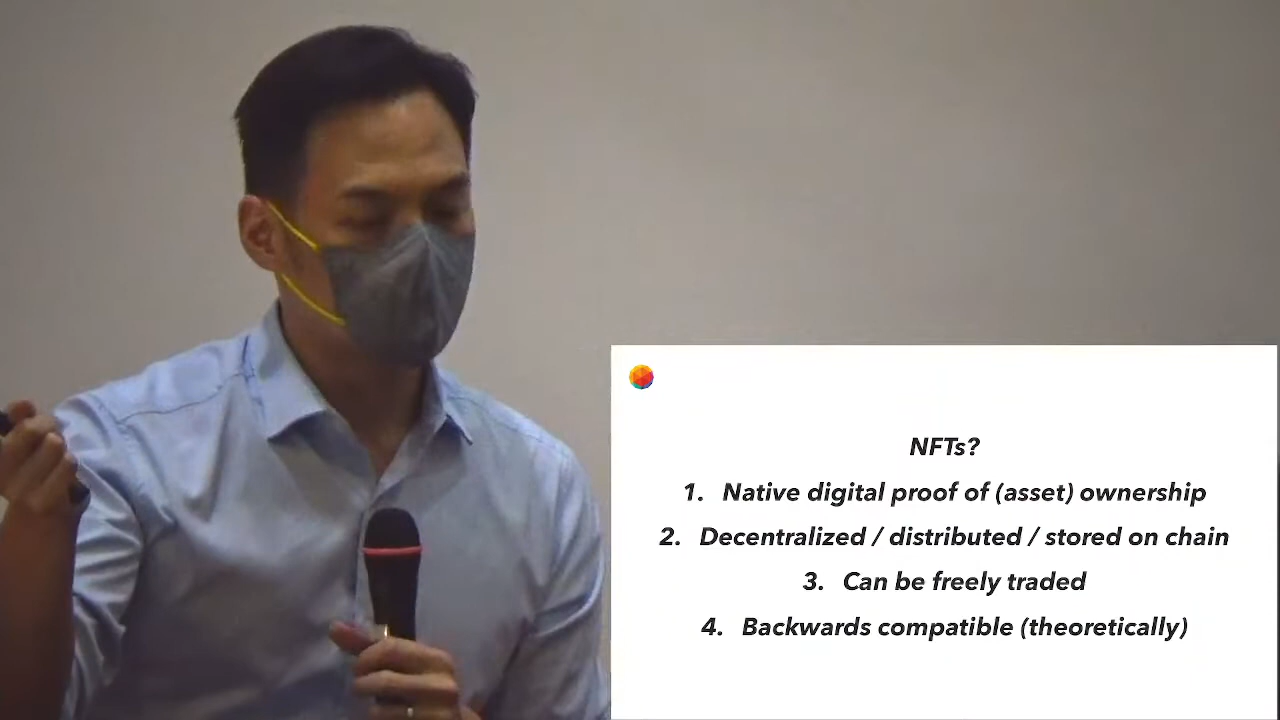 NFTs?
1. Native digital proof of (asset) ownership
2. Decentralized / distributed / stored on chain
3. Can be freely traded
4. Backwards compatible (theoretically)